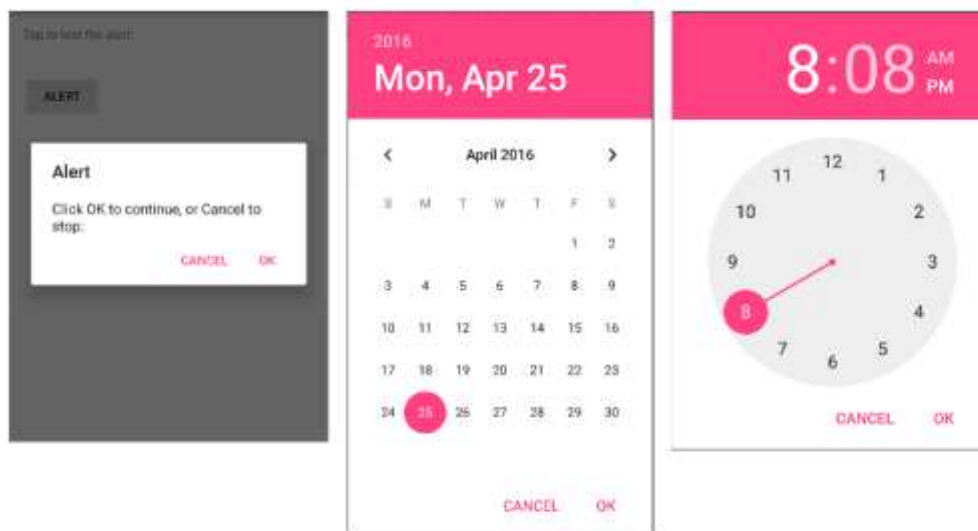 Tap to test the alert:
ALERT
Alert
Click OK to continue, or Cancel to
stop:
CANCEL OK
2016
Mon, Apr 25
April 2016
S M T W T F S
1 2
3 4 5 6 7 8 9
10 11 12 13 14 15 16
17 18 19 20 21 22 23
24 25 26 27 28 29 30
CANCEL OK
8:08 AM
PM
12
11 1
10 2
9 3
8 4
7 5
6
CANCEL OK